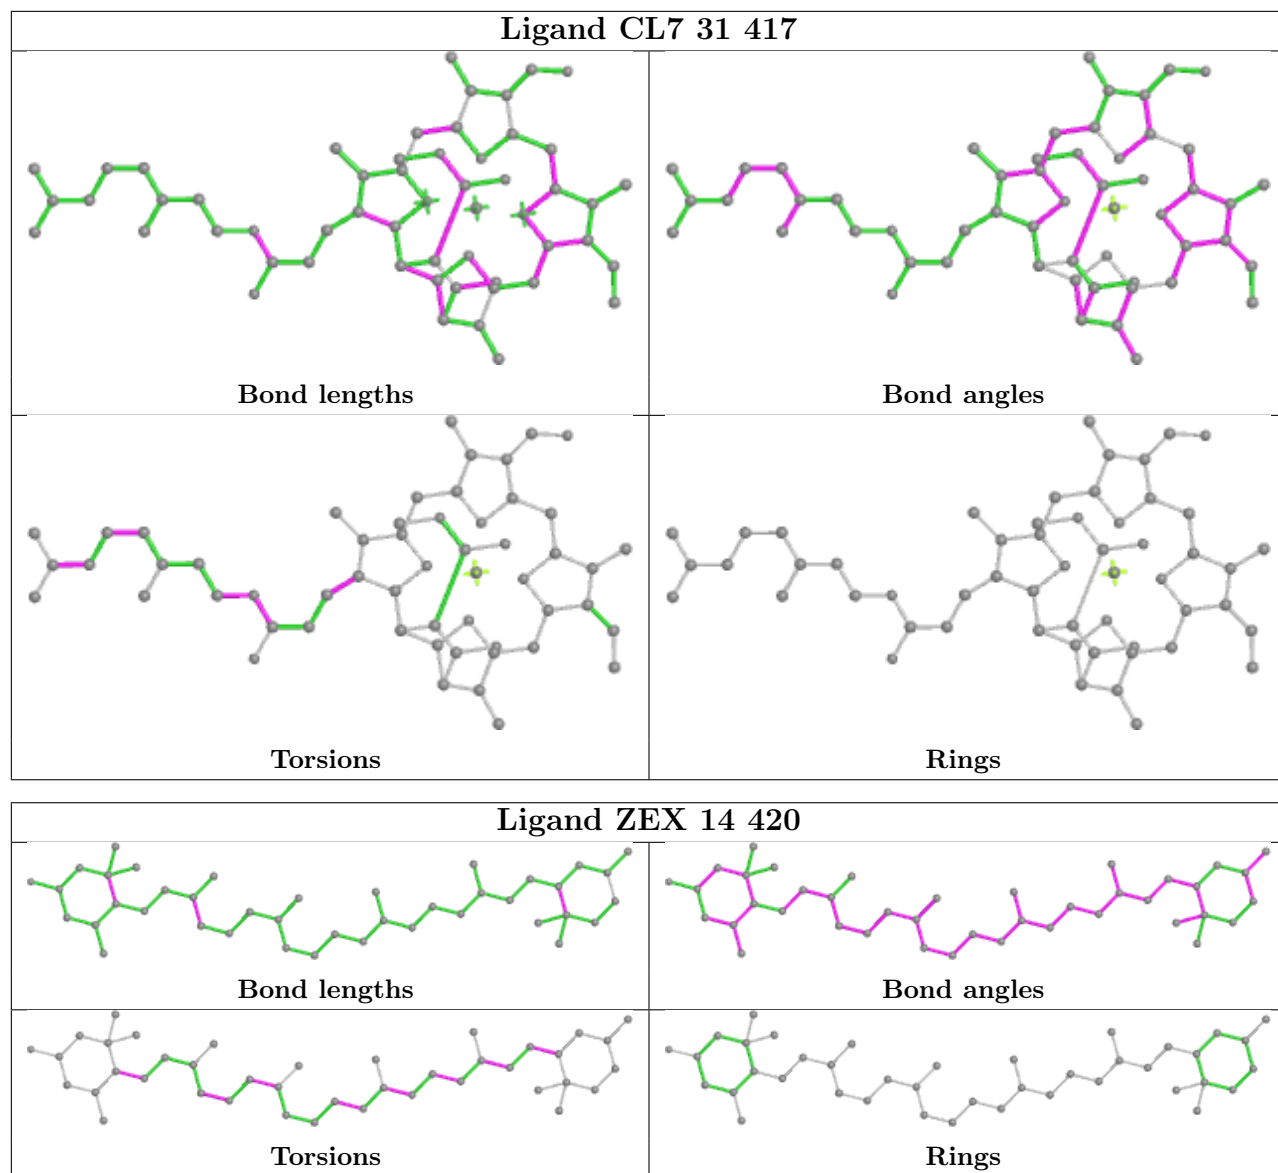 Ligand CL7 31 417
Bond lengths
Bond angles
Torsions
Rings
Ligand ZEX 14 420
Bond lengths
Bond angles
Torsions
Rings